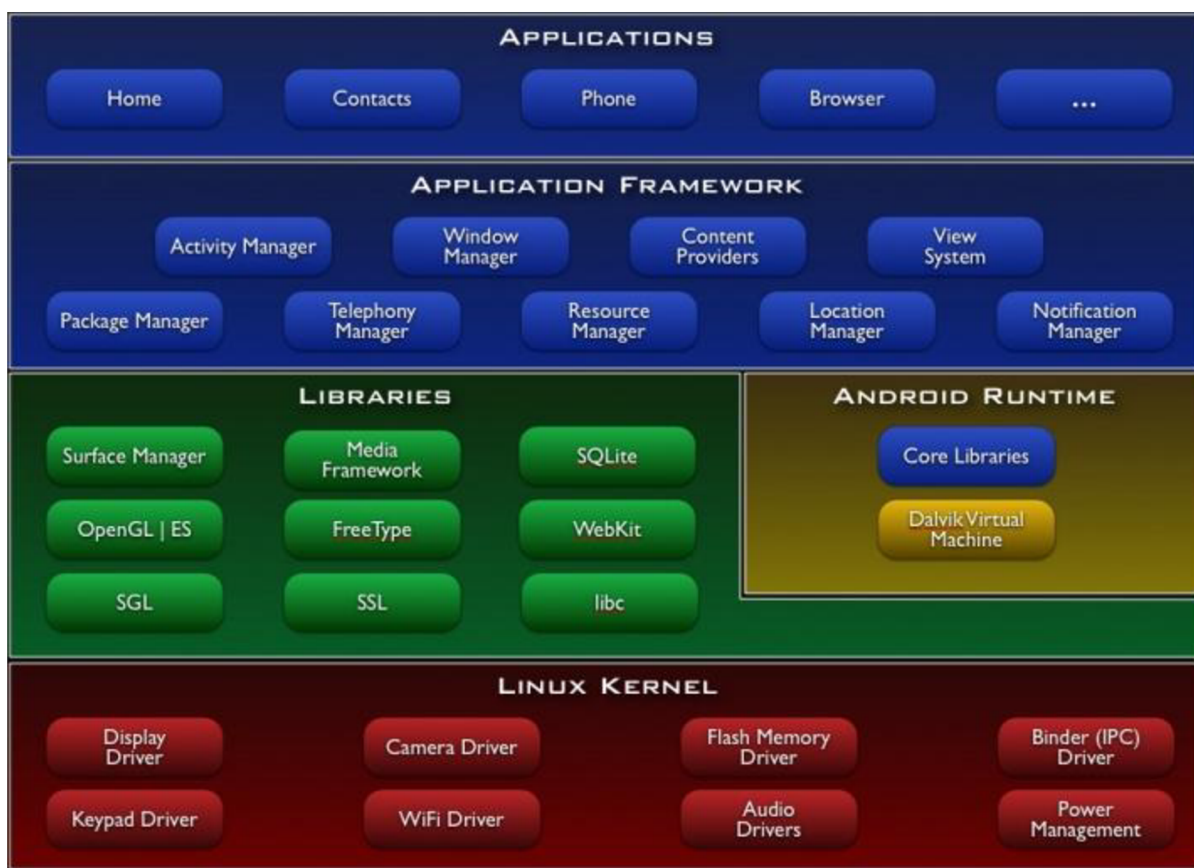 APPLICATIONS
Home
Contacts
Phone
Browser
...
APPLICATION FRAMEWORK
Activity Manager
Window
Manager
Content
Providers
View
System
Package Manager
Telephony
Manager
Resource
Manager
Location
Manager
Notification
Manager
LIBRARIES
Surface Manager
Media
Framework
SQLite
OpenGL | ES
FreeType
WebKit
SGL
SSL
libc
ANDROID RUNTIME
Core Libraries
Dalvik Virtual
Machine
LINUX KERNEL
Display
Driver
Camera Driver
Flash Memory
Driver
Binder (IPC)
Driver
Keypad Driver
WiFi Driver
Audio
Drivers
Power
Management